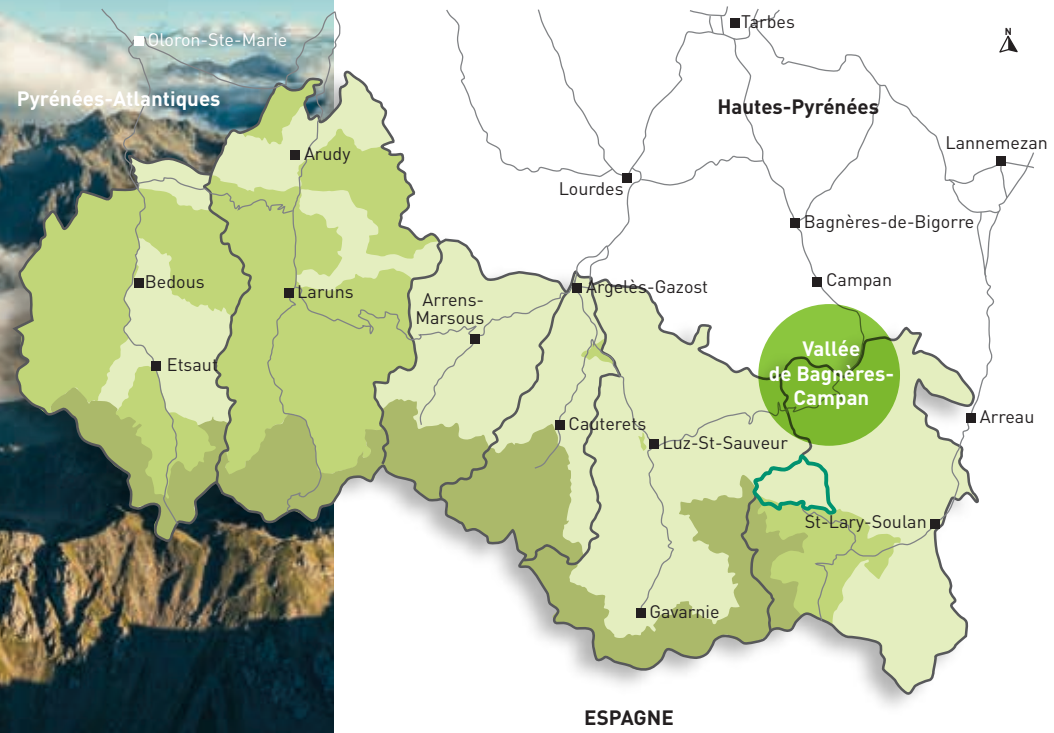 Tarbes
N
Oloron-Ste-Marie
Pyrénées-Atlantiques
Hautes-Pyrénées
Lannemezan
Arudy
Lourdes
Bagnères-de-Bigorre
Bedous
Laruns
Argelès-Gazost
Campan
Arrens-
Marsous
Vallée
de Bagnères-
Campan
Etsaut
Cauterets
Arreau
Luz-St-Sauveur
St-Lary-Soulan
Gavarnie
ESPAGNE